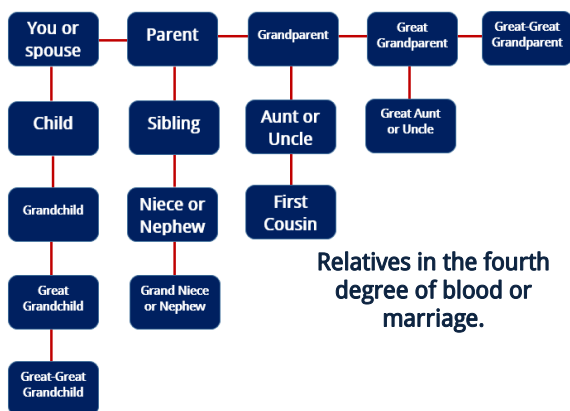 You or
spouse
Parent
Grandparent
Great
Grandparent
Great-Great
Grandparent
Child
Sibling
Aunt or
Uncle
Great Aunt
or Uncle
Grandchild
Niece or
Nephew
First
Cousin
Great
Grandchild
Grand Niece
or Nephew
Great-Great
Grandchild
Relatives in the fourth
degree of blood or
marriage.